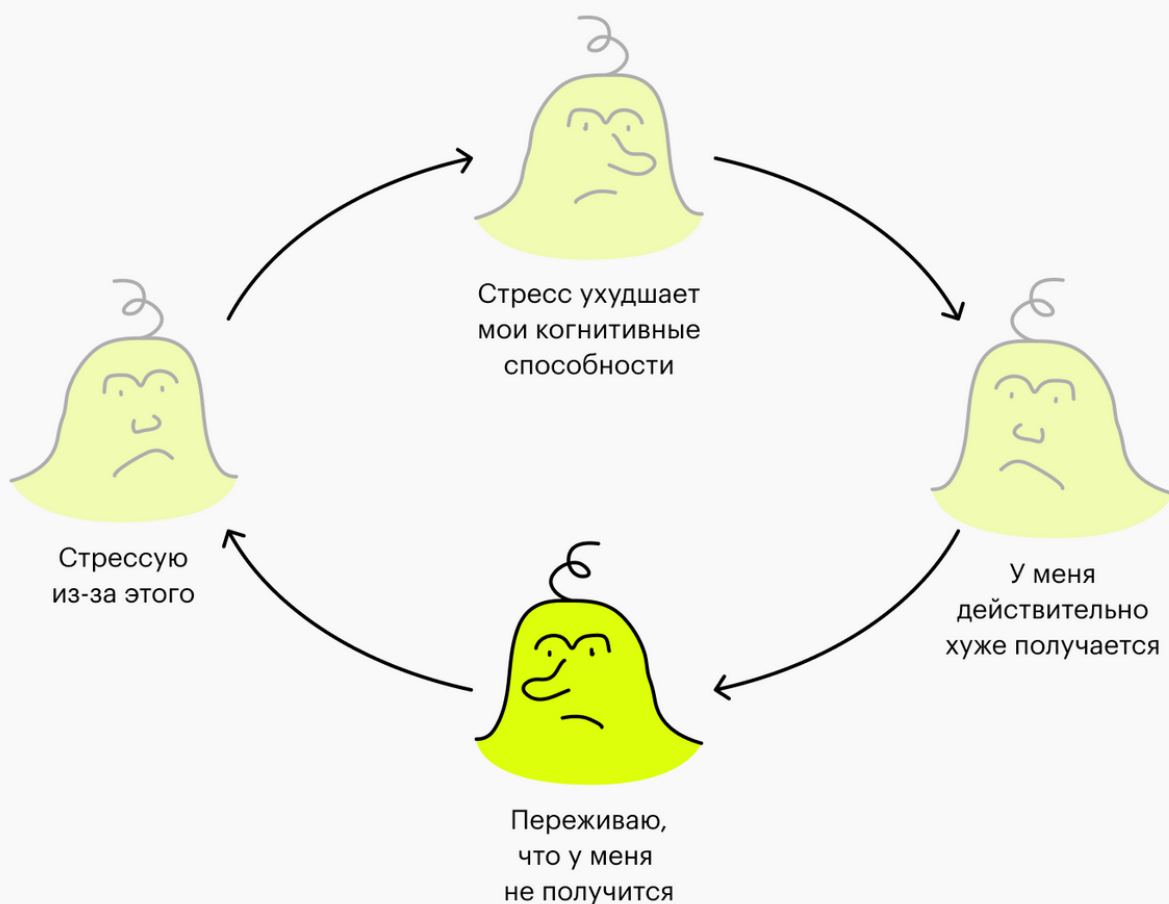 Стресс ухудшает
мои когнитивные
способности
Стрессую
из-за этого
У меня
действительно
хуже получается
Переживаю,
что у меня
не получится